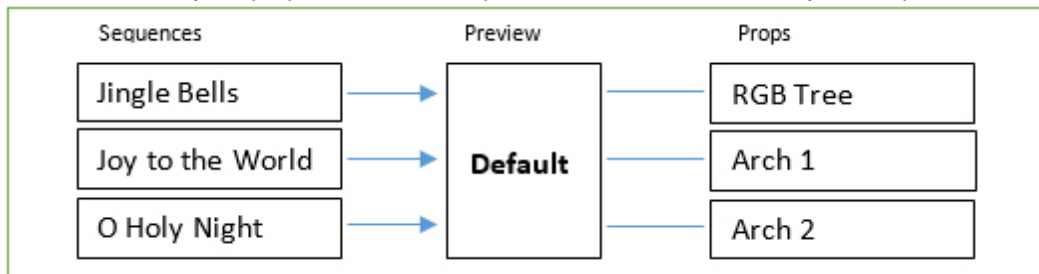 Sequences Preview Props
Jingle Bells RGB Tree
Joy to the World Default Arch 1
O Holy Night Arch 2